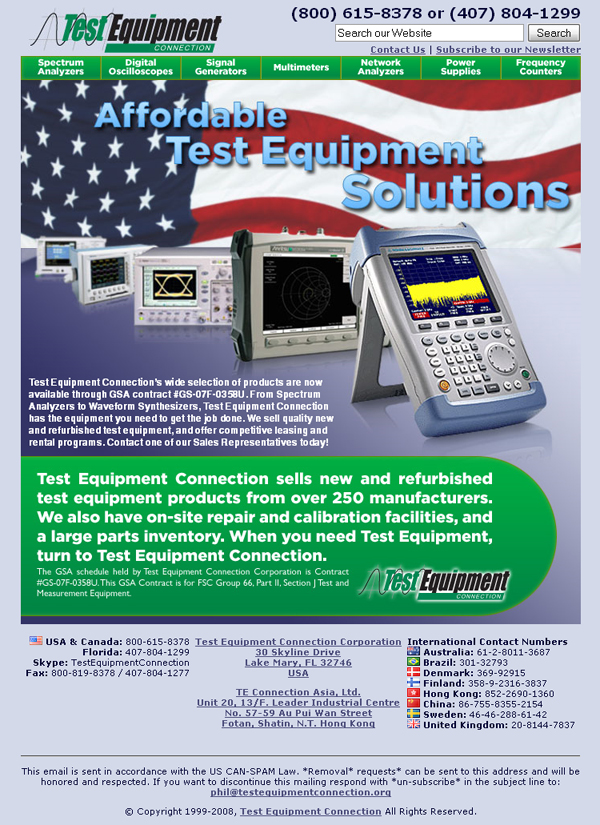 Test Equipment
CONNECTION
(800) 615-8378 or (407) 804-1299
Search our Website Search
Contact Us | Subscribe to our Newsletter
Spectrum Analyzers
Digital Oscilloscopes
Signal Generators
Multimeters
Network Analyzers
Power Supplies
Frequency Counters
Affordable
Test Equipment
Solutions
Test Equipment Connection's wide selection of products are now
available through GSA contract #GS-07F-0358U. From Spectrum
Analyzers to Waveform Synthesizers, Test Equipment Connection
has the equipment you need to get the job done. We sell quality new
and refurbished test equipment, and offer competitive leasing and
rental programs. Contact one of our Sales Representatives today!
Test Equipment Connection sells new and refurbished
test equipment products from over 250 manufacturers.
We also have on-site repair and calibration facilities, and
a large parts inventory. When you need Test Equipment,
turn to Test Equipment Connection.
The GSA schedule held by Test Equipment Connection Corporation is Contract
#GS-07F-0358U. This GSA Contract is for FSC Group 66, Part II, Section J Test and
Measurement Equipment.
Test Equipment
CONNECTION
USA & Canada: 800-615-8378
Florida: 407-804-1299
Skype: TestEquipmentConnection
Fax: 800-819-8378 / 407-804-1277
Test Equipment Connection Corporation
30 Skyline Drive
Lake Mary, FL 32746
USA
TE Connection Asia, Ltd.
Unit 20, 13/F. Leader Industrial Centre
No. 57-59 Au Pui Wan Street
Fotan, Shatin, N.T. Hong Kong
International Contact Numbers
Australia: 61-2-8011-3687
Brazil: 301-32793
Denmark: 369-92915
Finland: 358-9-2316-3837
Hong Kong: 852-2690-1360
China: 86-755-8355-2154
Sweden: 46-46-288-61-42
United Kingdom: 20-8144-7837
This email is sent in accordance with the US CAN-SPAM Law. *Removal* requests* can be sent to this address and will be
honored and respected. If you want to discontinue this mailing respond with *un-subscribe* in the subject line to:
phil@testequipmentconnection.org
© Copyright 1999-2008, Test Equipment Connection All Rights Reserved.